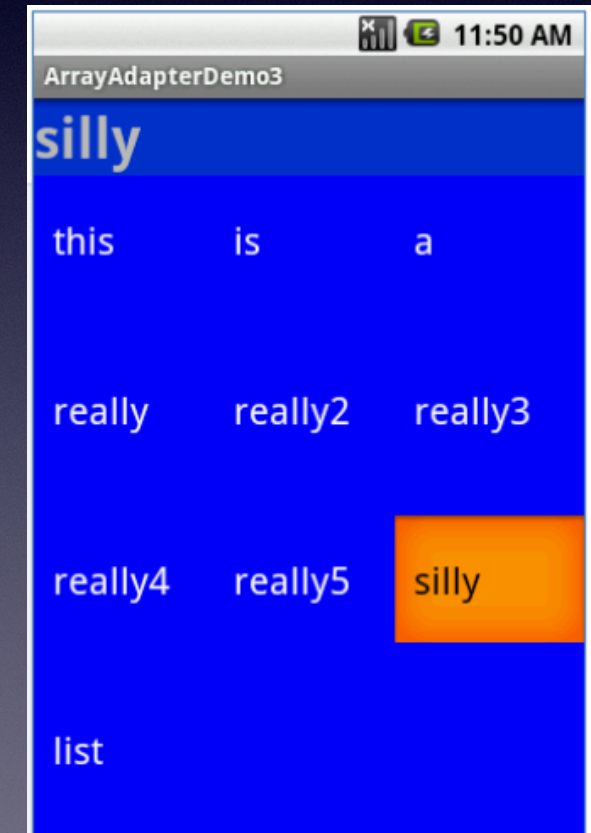 11:50 AM
ArrayAdapterDemo3
silly
this is a
really really2 really3
really4 really5 silly
list